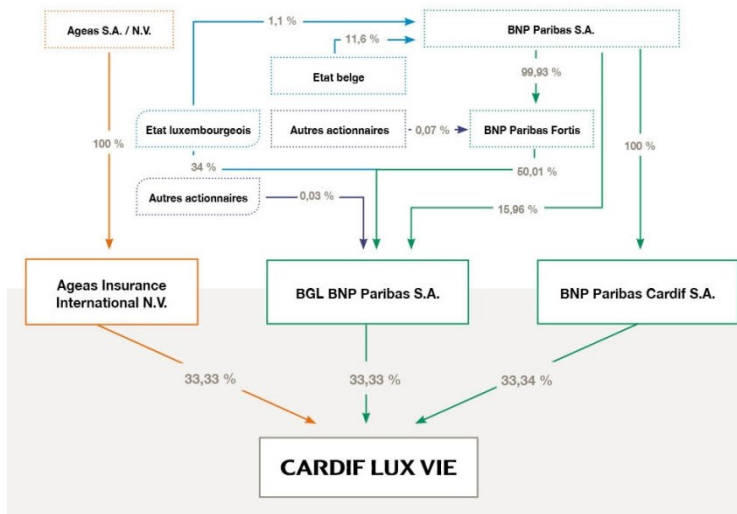 1,1 %
Ageas S.A. / N.V.
BNP Paribas S.A.
11,6 %
Etat belge
99,93 %
Etat luxembourgeois
Autres actionnaires
0,07 %
BNP Paribas Fortis
100 %
100 %
34 %
50,01 %
Autres actionnaires
0,03 %
15,96 %
Ageas Insurance
International N.V.
BGL BNP Paribas S.A.
BNP Paribas Cardif S.A.
33,33 %
33,33 %
33,34 %
CARDIF LUX VIE